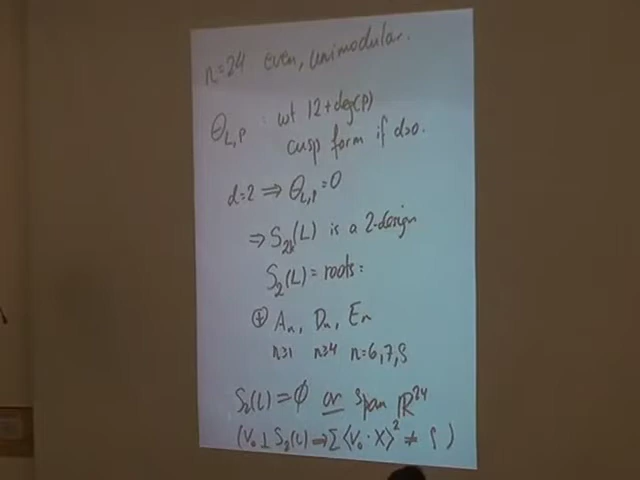 n=24 even, unimodular.
Θ_{L,P} : wt 12+deg(P)
cusp form if d>0.
d=2 ⇒ Θ_{L,P}=0
⇒ S_{2k}(L) is a 2-design
S_2(L) = roots:
⊕ A_n, D_n, E_n
n≥1 n≥4 n=6,7,8
S_2(L) = ∅ or span ℝ^{24}
(V_0 ⊥ S_2(L) ⇒ Σ⟨V_0·X⟩^2 ≠ )